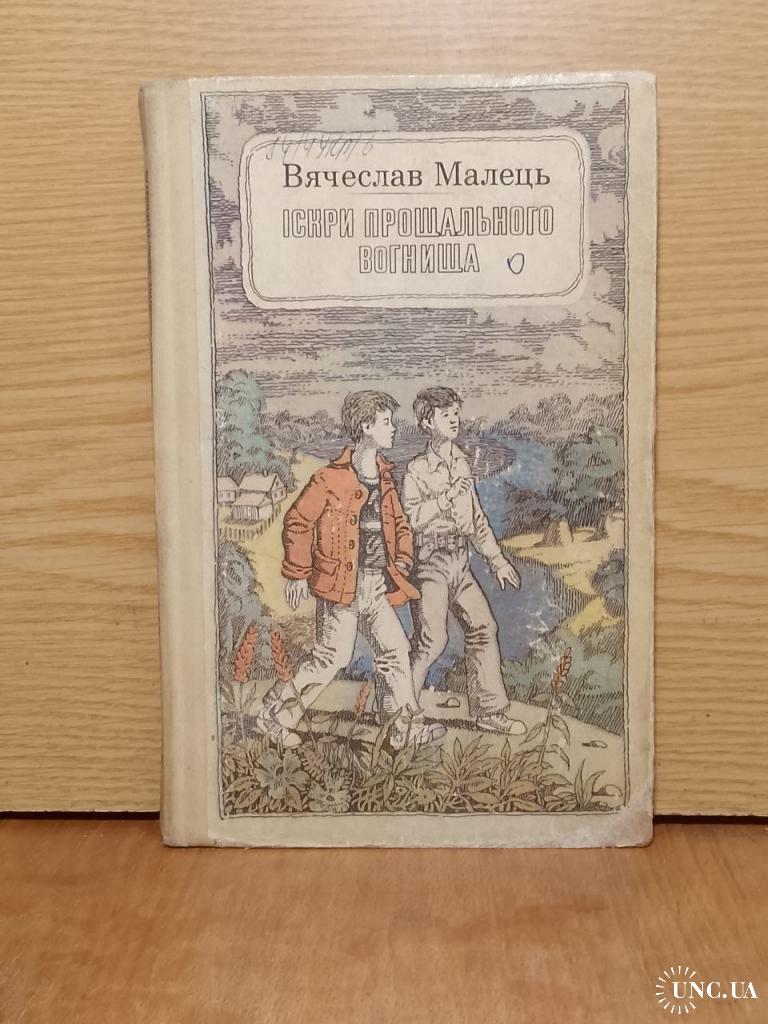 Вячеслав Малець
ІСКРИ ПРОЩАЛЬНОГО
ВОГНИЩА
UNC.UA